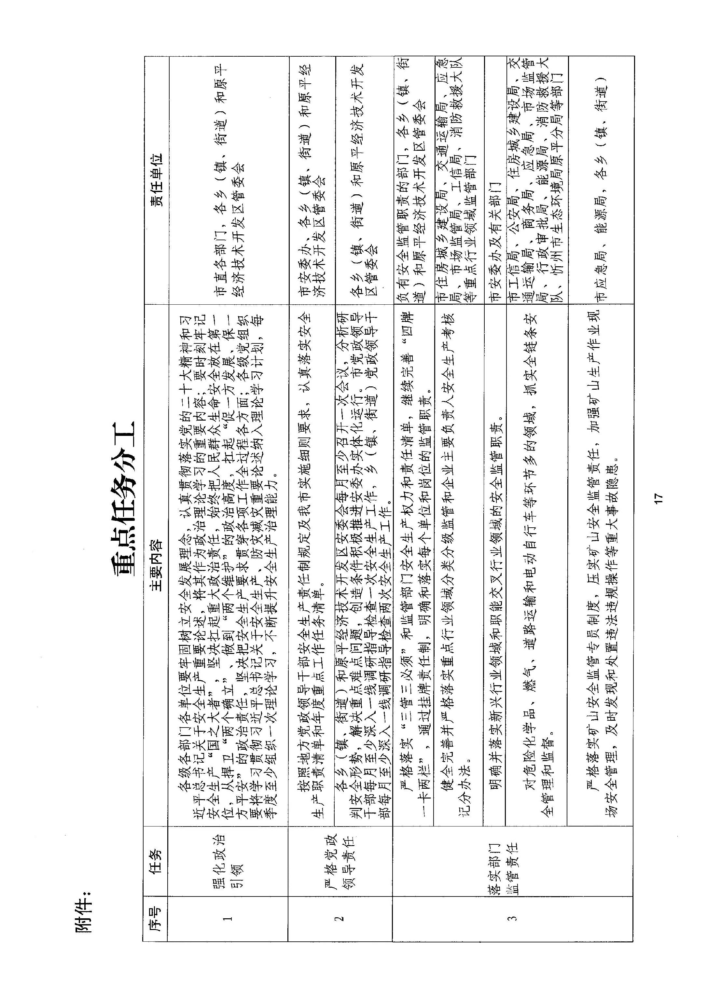 附件：
重点任务分工
序号
任务
主要内容
责任单位
1
强化政治
引领
各级各部门各单位要牢固树立安全发展理念，认真贯彻落实党的二十大精神和习
近平总书记关于安全生产重要论述，将其作为政治理论学习的重要内容；要时刻牢记
安全生产“国之大者”，坚决扛起重大政治责任，始终把人民群众生命安全放在第一
位，从捍卫“两个确立”、做到“两个维护”的政治高度，扛起“促一方发展、保一
方平安”的政治责任，坚决把安全生产要求贯穿各项工作全过程各方面；各级党组织
要将学习贯彻习近平总书记关于安全生产、防灾减灾重要论述纳入理论学习计划，每
季度至少组织一次理论学习，不断提升安全生产治理能力。
市直各部门，各乡（镇、街道）和原平
经济技术开发区管委会
2
严格党政
领导责任
按照地方党政领导干部安全生产责任制规定及我市实施细则要求，认真落实安全
生产职责清单和年度重点工作任务清单。
市安委办、各乡（镇、街道）和原平经
济技术开发区管委会
各乡（镇、街道）和原平经济技术开发区安委会每月至少召开一次会议，分析研
判安全形势，解决重点难点问题，创造条件积极推进安委办实体化运行。市党政领导
干部每月至少深入一线调研指导检查一次安全生产工作，乡（镇、街道）党政领导干
部每月至少深入一线调研指导检查两次安全生产工作。
各乡（镇、街道）和原平经济技术开发
区管委会
3
落实部门
监管责任
严格落实“三管三必须”和监管部门安全生产权力和责任清单，继续完善“四牌
一卡两栏”，通过挂牌责任制，明确和落实每个单位和岗位的监管职责。
负有安全监管职责的部门，各乡（镇、街
道）和原平经济技术开发区管委会
健全完善并严格落实重点行业领域分类分级监管和企业主要负责人安全生产考核
记分办法。
市住房城乡建设局、交通运输局、应急
局、市场监管局、工信局、消防救援大队
等重点行业领域监管部门
明确并落实新兴行业领域和职能交叉行业领域的安全监管职责。
市安委办及有关部门
对危险化学品、燃气、道路运输和电动自行车等环节多的领域，抓实全链条安
全管理和监督。
市工信局、公安局、住房城乡建设局、交
通运输局、商务局、应急局、市场监管
局、行政审批局、能源局、消防救援大
队、忻州市生态环境局原平分局等部门
严格落实矿山安全监管专员制度，压实矿山安全监管责任，加强矿山生产作业现
场安全管理，及时发现和处置违法违规操作等重大事故隐患。
市应急局、能源局，各乡（镇、街道）
17